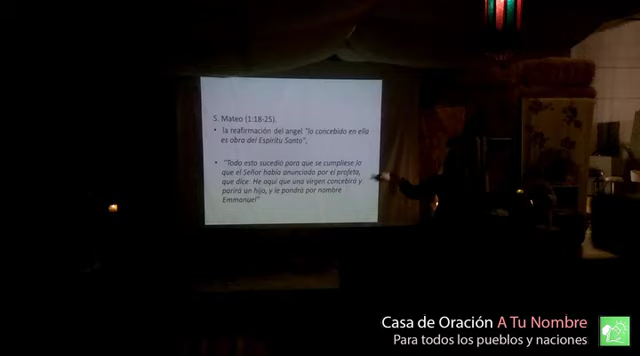 S. Mateo (1:18-25).
• la reafirmación del angel "lo concebido en ella
es obra del Espíritu Santo",
• "Todo esto sucedió para que se cumpliese lo
que el Señor había anunciado por el profeta,
que dice: He aquí que una virgen concebirá y
parirá un hijo, y le pondrá por nombre
Emmanuel"
Casa de Oración A Tu Nombre
Para todos los pueblos y naciones